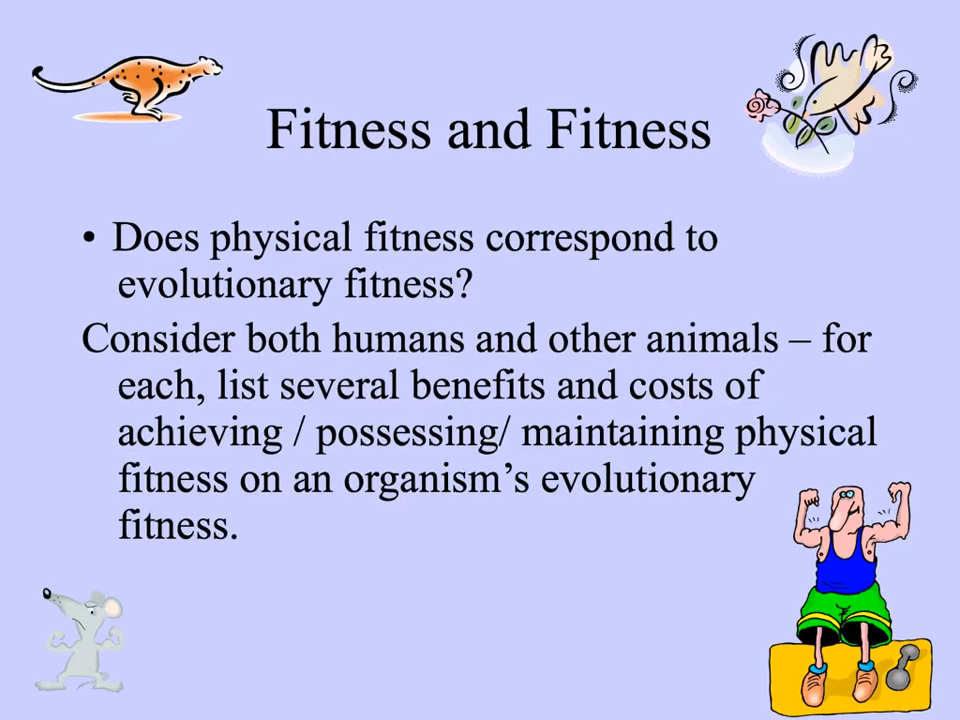 Fitness and Fitness
• Does physical fitness correspond to
evolutionary fitness?
Consider both humans and other animals – for
each, list several benefits and costs of
achieving / possessing/ maintaining physical
fitness on an organism’s evolutionary
fitness.